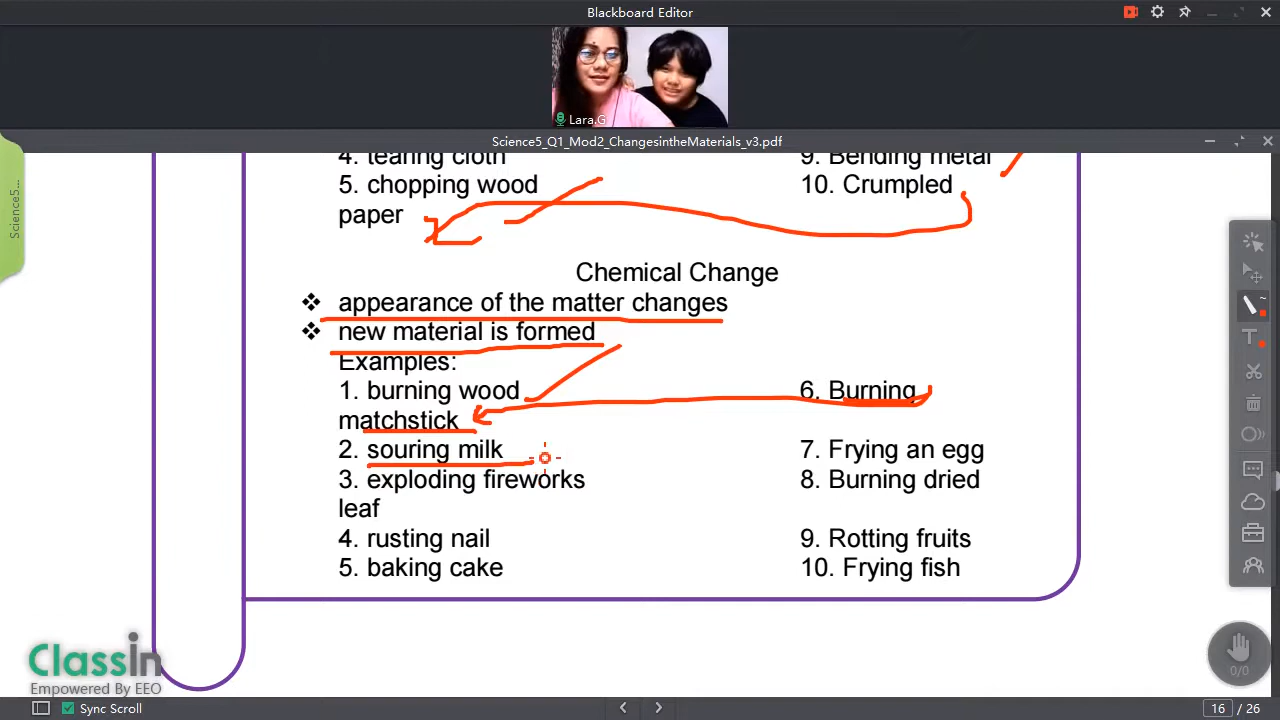 Blackboard Editor
Lara.G
Science5_Q1_Mod2_ChangesintheMaterials_v3.pdf
Science5...
4. tearing cloth 9. Bending metal
5. chopping wood 10. Crumpled
paper
Chemical Change
❖ appearance of the matter changes
❖ new material is formed
Examples:
1. burning wood 6. Burning
matchstick
2. souring milk 7. Frying an egg
3. exploding fireworks 8. Burning dried
leaf
4. rusting nail 9. Rotting fruits
5. baking cake 10. Frying fish
0/0
ClassIn
Empowered By EEO
Sync Scroll
16 / 26